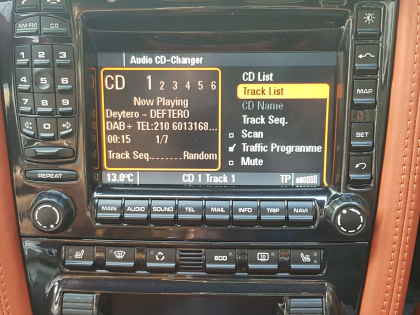 AM FM
CD
Audio CD-Changer
CD 1 2 3 4 5 6
Now Playing
Deytero - DEFTERO
DAB+ TEL:210 6013168...
00:15 1/7
Track Seq........Random
CD List
Track List
CD Name
Track Seq.
Scan
Traffic Programme
Mute
13.0°C CD 1 Track 1 TP
REPEAT
MAP
SET
MAIN AUDIO SOUND TEL MAIL INFO TRIP NAVI
ECO